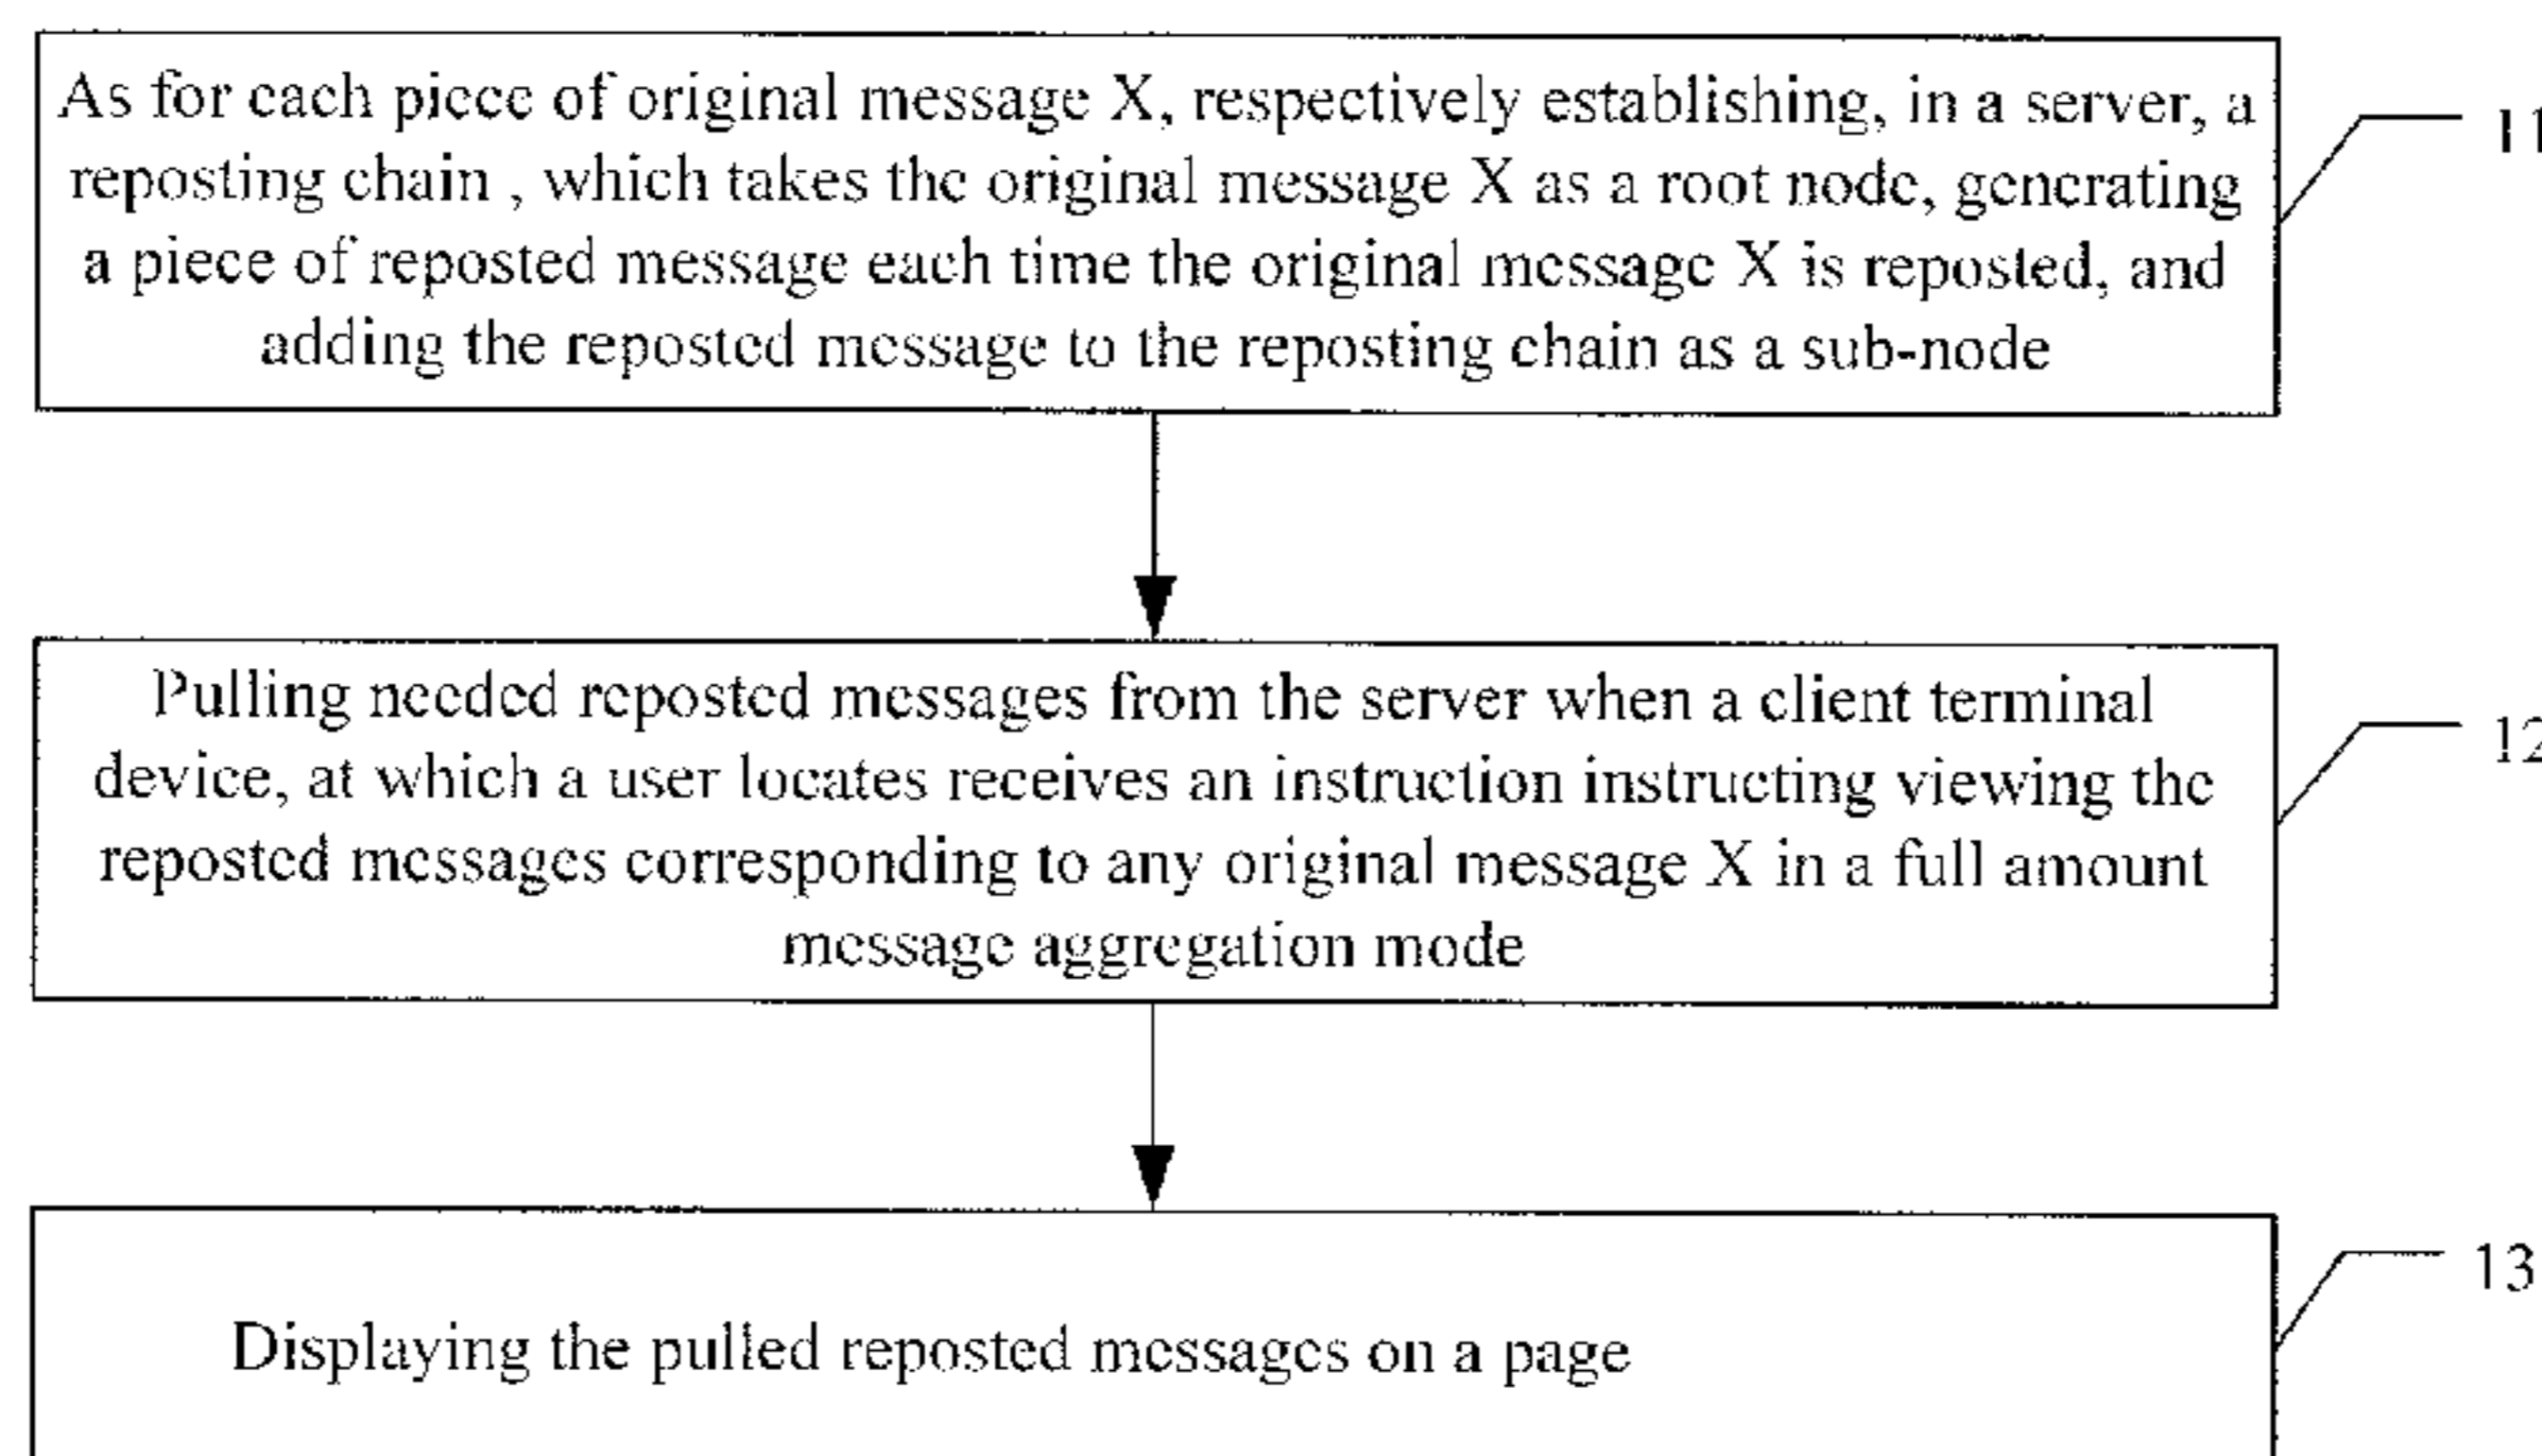 As for each piece of original message X, respectively establishing, in a server, a
reposting chain , which takes the original message X as a root node, generating
a piece of reposted message each time the original message X is reposted, and
adding the reposted message to the reposting chain as a sub-node
11
Pulling needed reposted messages from the server when a client terminal
device, at which a user locates receives an instruction instructing viewing the
reposted messages corresponding to any original message X in a full amount
message aggregation mode
12
Displaying the pulled reposted messages on a page
13